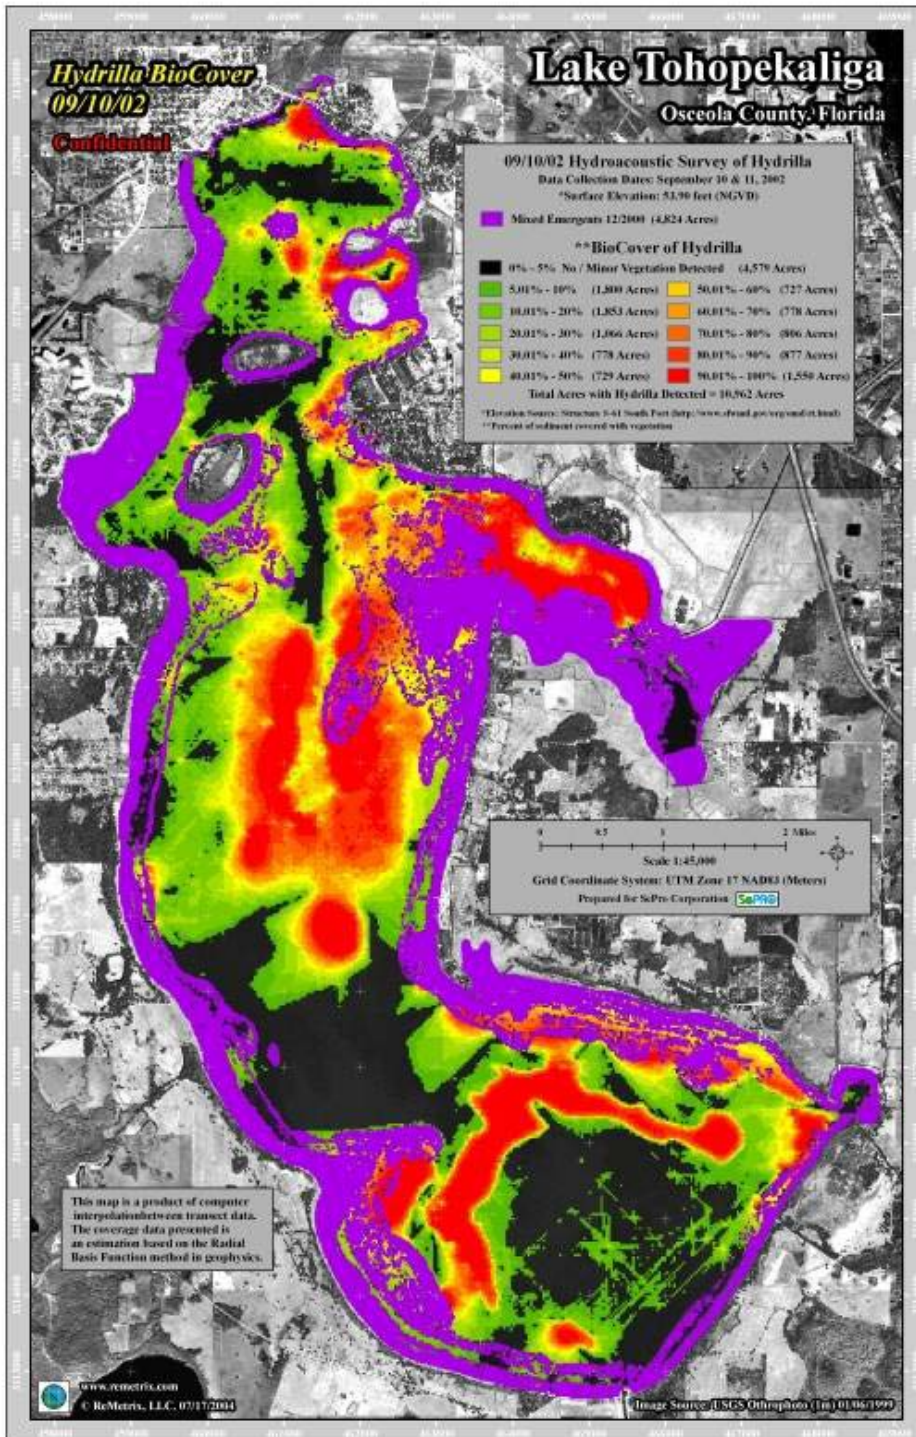 Hydrilla BioCover
09/10/02
Confidential
Lake Tohopekaliga
Osceola County, Florida
09/10/02 Hydroacoustic Survey of Hydrilla
Data Collection Dates: September 10 & 11, 2002
*Surface Elevation: 53.90 feet (NGVD)
Mixed Emergents 12/2000 (4,824 Acres)
**BioCover of Hydrilla
0% - 5% No / Minor Vegetation Detected (4,579 Acres)
5.01% - 10% (1,800 Acres) 50.01% - 60% (727 Acres)
10.01% - 20% (1,853 Acres) 60.01% - 70% (778 Acres)
20.01% - 30% (1,066 Acres) 70.01% - 80% (806 Acres)
30.01% - 40% (778 Acres) 80.01% - 90% (877 Acres)
40.01% - 50% (729 Acres) 90.01% - 100% (1,550 Acres)
Total Acres with Hydrilla Detected = 10,962 Acres
*Elevation Source: Structure S-61 South Port
**Percent of sediment covered with vegetation
0 0.5 1 2 Miles
Scale 1:45,000
Grid Coordinate System: UTM Zone 17 NAD83 (Meters)
Prepared for SePro Corporation SePRO
This map is a product of computer
interpolationbetween transect data.
The coverage data presented is
an estimation based on the Radial
Basis Function method in geophysics.
www.remetrix.com
© ReMetrix, L.L.C. 07/17/2004
Image Source: USGS Othrophoto (1m) 01/06/1999